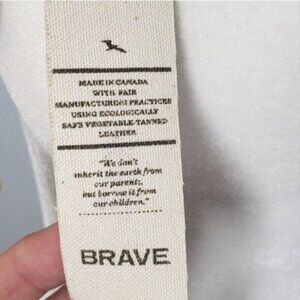 MADE IN CANADA
WITH FAIR
MANUFACTURING PRACTICES
USING ECOLOGICALLY
SAFE VEGETABLE-TANNED
LEATHER.
"We don't
inherit the earth from
our parents,
but borrow it from
our children."
BRAVE